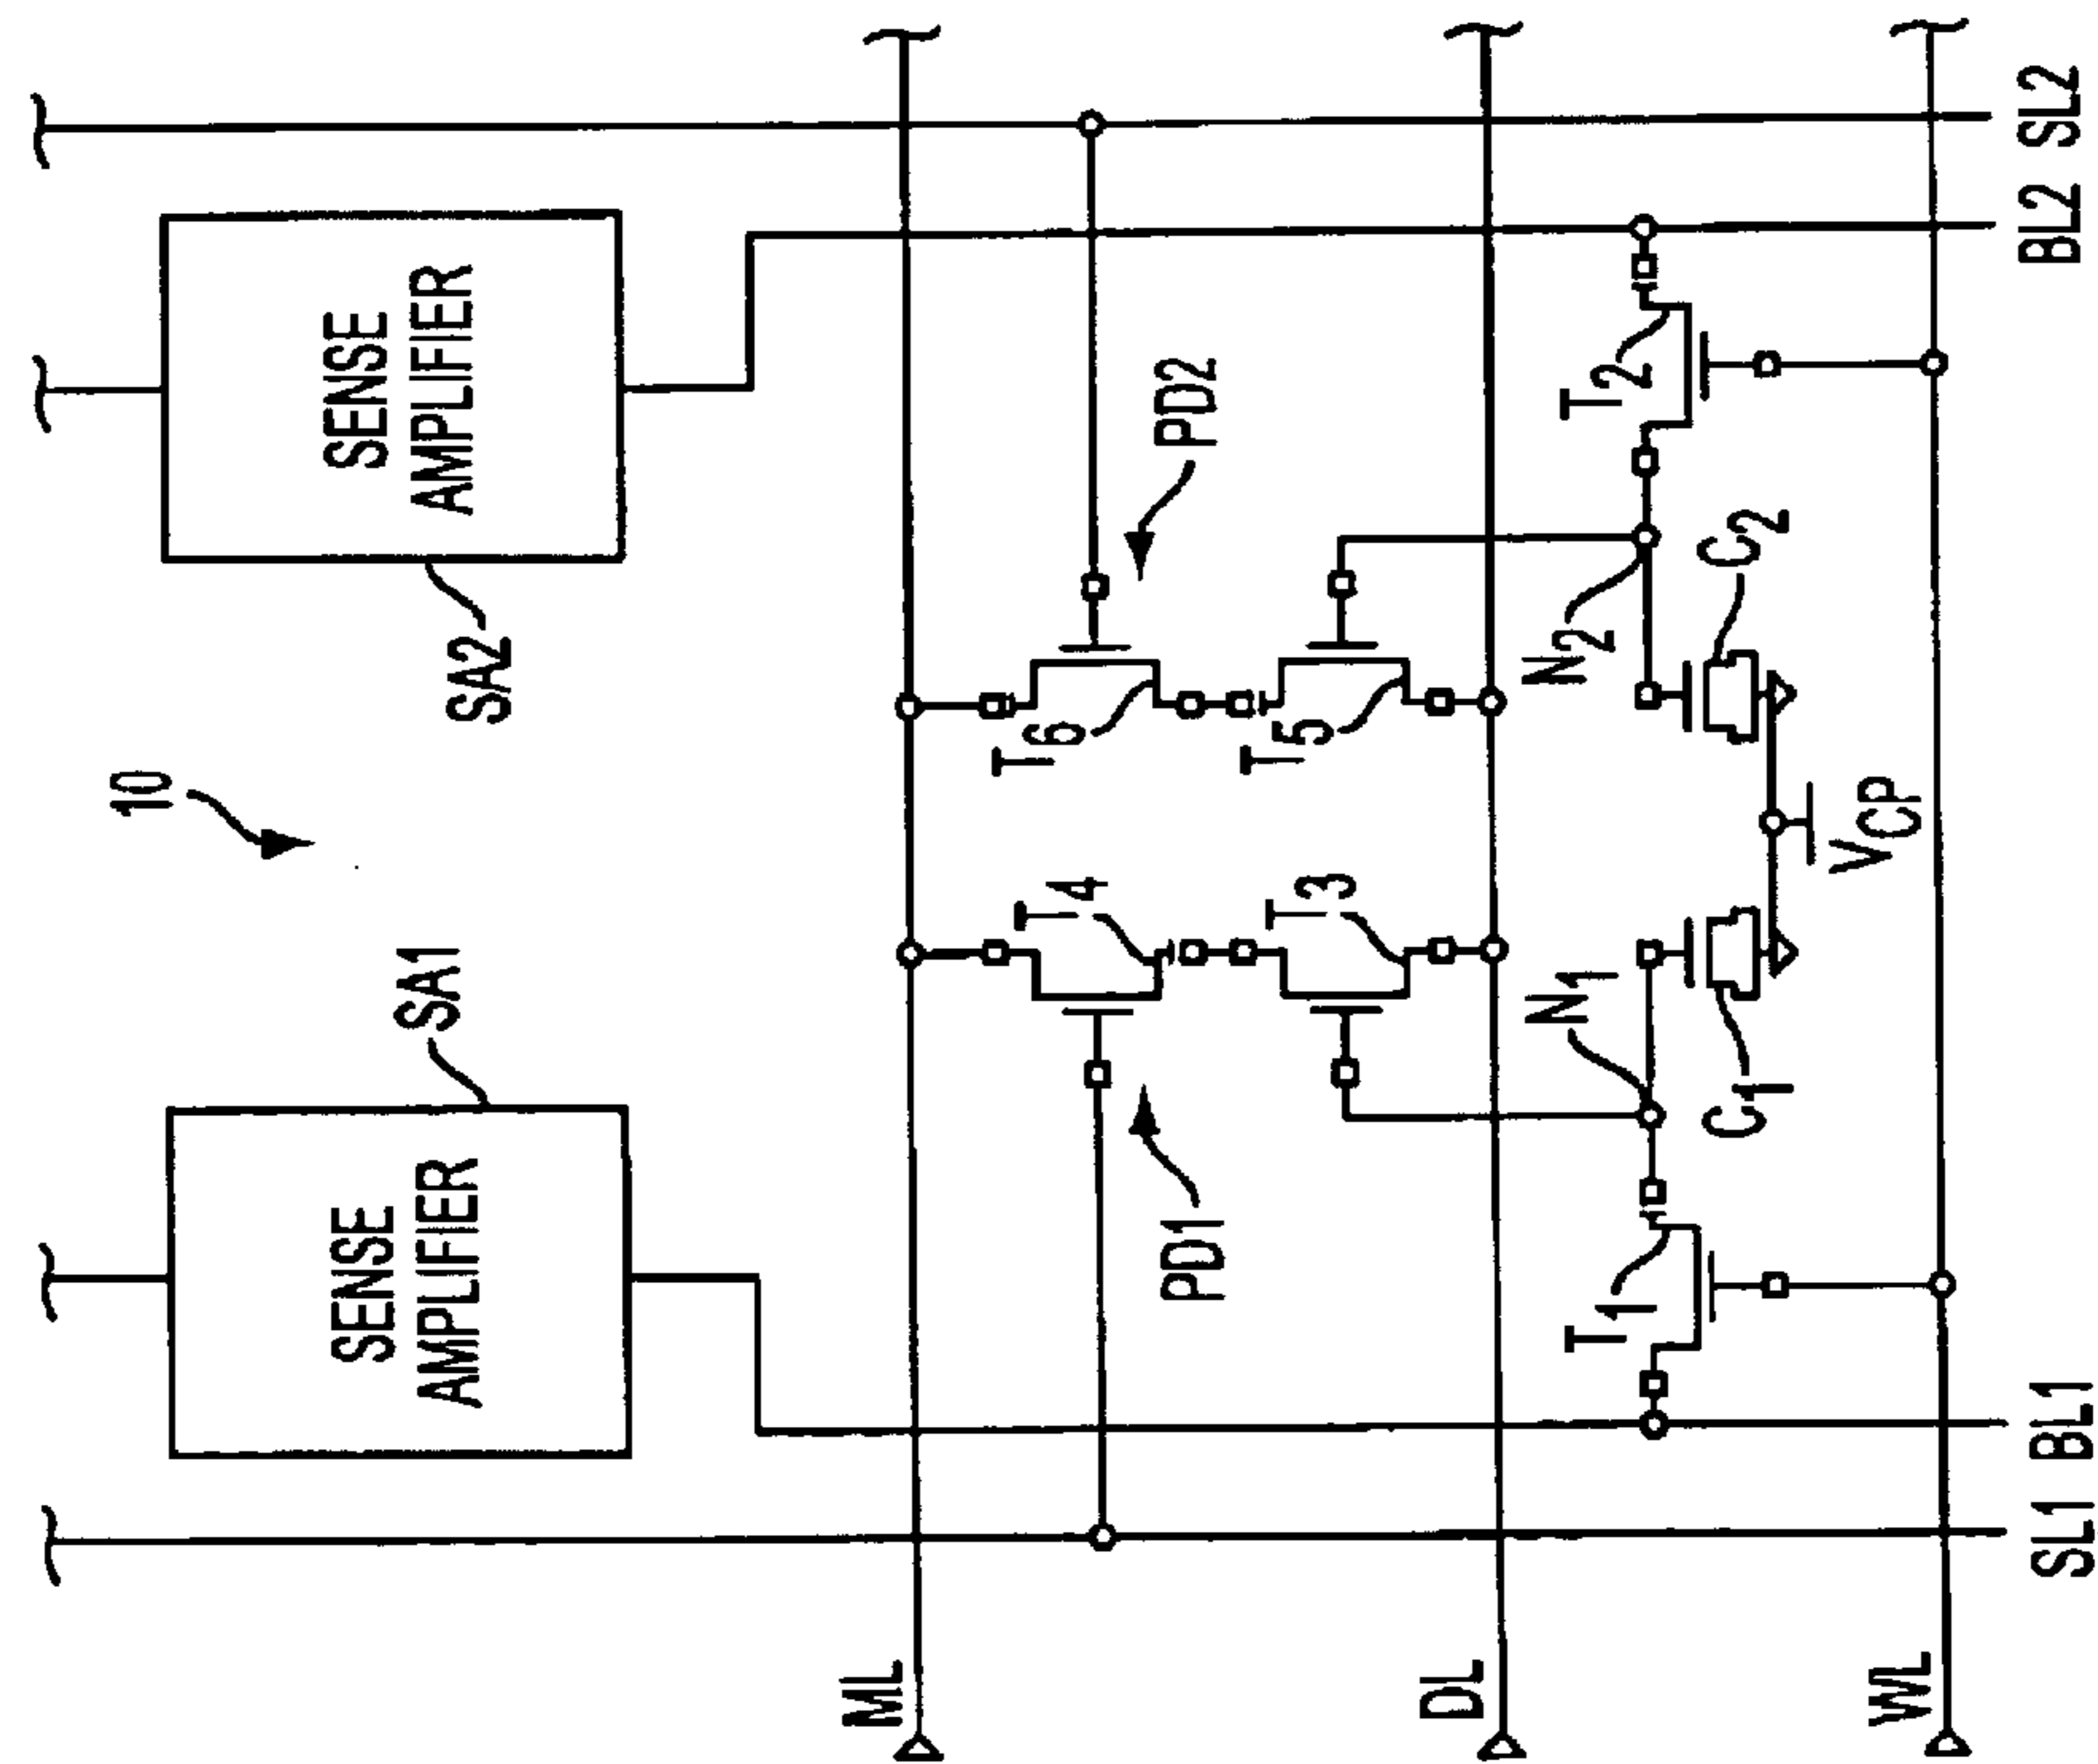 10
SENSE
AMPLIFIER
SA1
SENSE
AMPLIFIER
SA2
ML
PD1
T4
T6
PD2
T3
T5
DL
T1
N1
N2
T2
C1
C2
VCP
WL
SL1 BL1
BL2 SL2